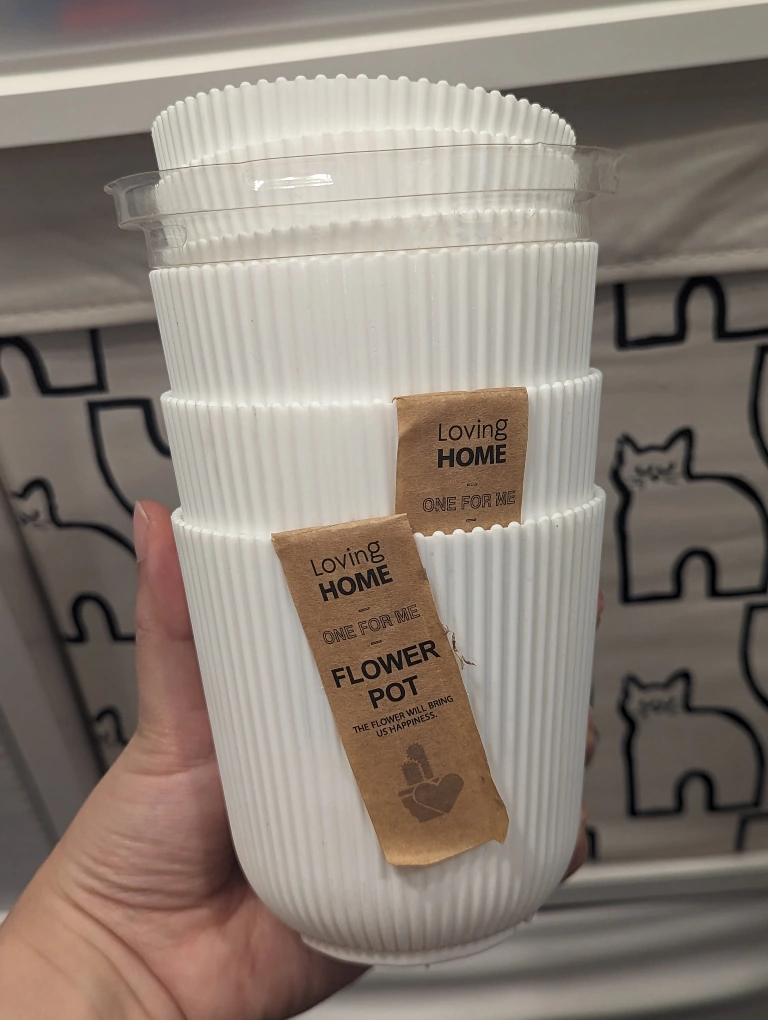 Loving
HOME
ONE FOR ME
Loving
HOME
ONE FOR ME
FLOWER
POT
THE FLOWER WILL BRING
US HAPPINESS.